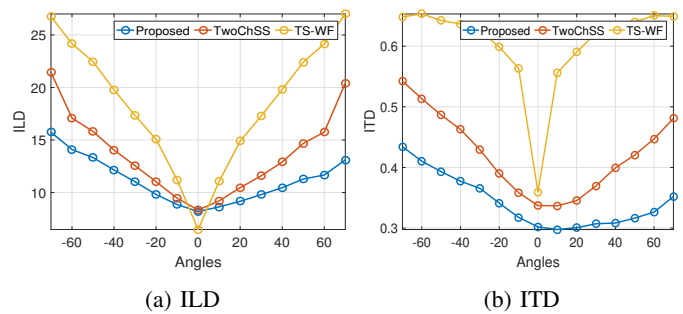 Proposed TwoChSS TS-WF
25
20
15
10
ILD
-60 -40 -20 0 20 40 60
Angles
(a) ILD
Proposed TwoChSS TS-WF
0.6
0.5
0.4
0.3
ITD
-60 -40 -20 0 20 40 60
Angles
(b) ITD